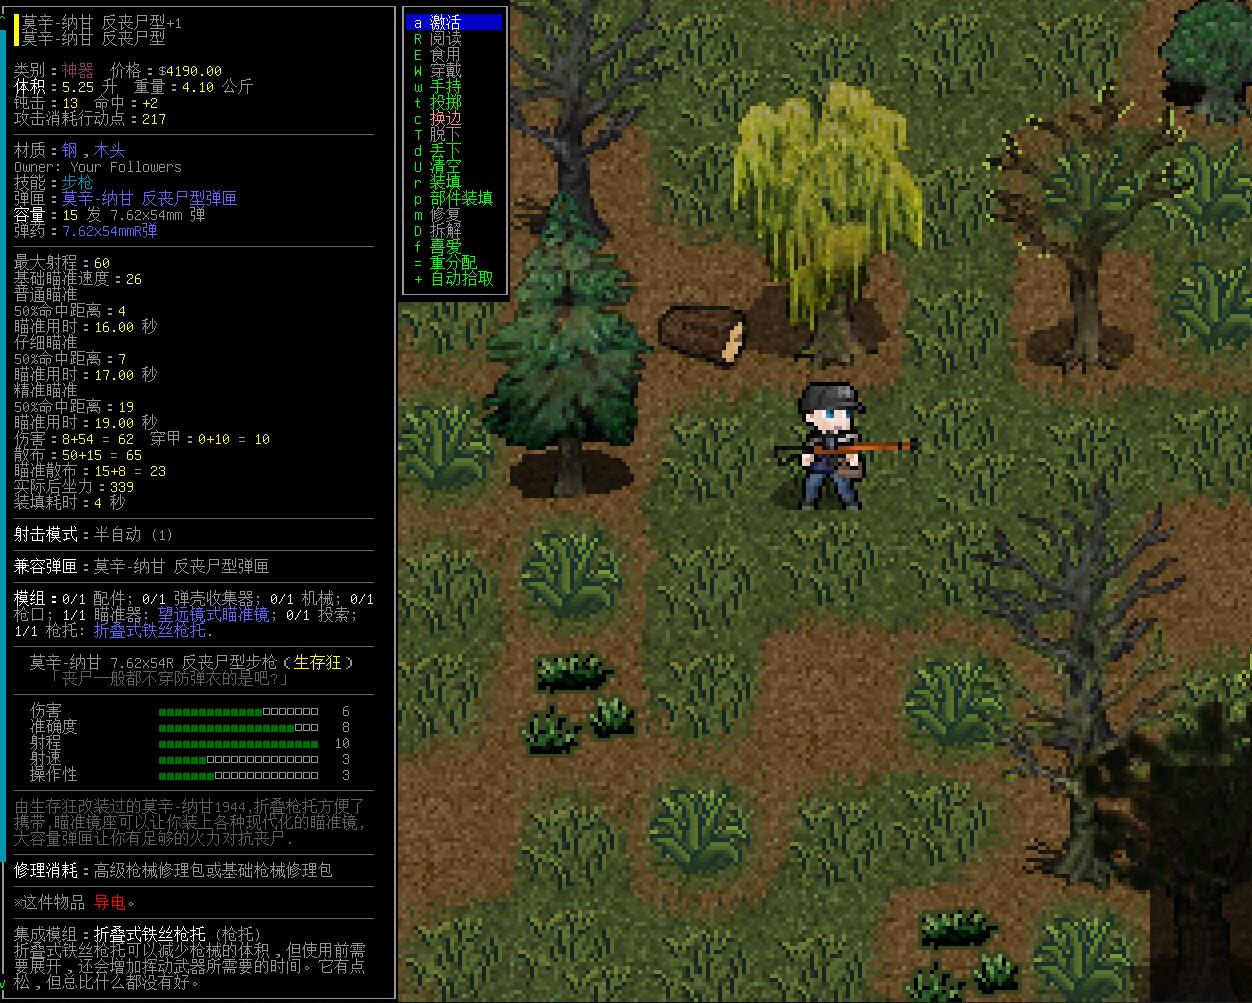 莫辛-纳甘 反丧尸型+1
莫辛-纳甘 反丧尸型
类别：神器  价格：$4190.00
体积：5.25 升  重量：4.10 公斤
钝击：13  命中：+2
攻击消耗行动点：217
材质：钢，木头
Owner: Your Followers
技能：步枪
弹匣：莫辛-纳甘 反丧尸型弹匣
容量：15 发 7.62x54mm 弹
弹药：7.62x54mmR弹
最大射程：60
基础瞄准速度：26
普通瞄准
50%命中距离：4
瞄准用时：16.00 秒
仔细瞄准
50%命中距离：7
瞄准用时：17.00 秒
精准瞄准
50%命中距离：19
瞄准用时：19.00 秒
伤害：8+54 = 62  穿甲：0+10 = 10
散布：50+15 = 65
瞄准散布：15+8 = 23
实际后坐力：339
装填耗时：4 秒
射击模式：半自动 (1)
兼容弹匣：莫辛-纳甘 反丧尸型弹匣
模组：0/1 配件; 0/1 弹壳收集器; 0/1 机械; 0/1
枪口; 1/1 瞄准器: 望远镜式瞄准镜; 0/1 投索;
1/1 枪托: 折叠式铁丝枪托.
莫辛-纳甘 7.62x54R 反丧尸型步枪（生存狂）
「丧尸一般都不穿防弹衣的是吧?」
伤害 6
准确度 8
射程 10
射速 3
操作性 3
由生存狂改装过的莫辛-纳甘1944,折叠枪托方便了
携带,瞄准镜座可以让你装上各种现代化的瞄准镜,
大容量弹匣让你有足够的火力对抗丧尸.
修理消耗：高级枪械修理包或基础枪械修理包
※这件物品 导电。
集成模组：折叠式铁丝枪托 (枪托)
折叠式铁丝枪托可以减少枪械的体积，但使用前需
要展开，还会增加挥动武器所需要的时间。它有点
松，但总比什么都没有好。
a 激活
R 阅读
E 食用
W 穿戴
w 手持
t 投掷
c 换边
T 脱下
d 丢下
U 清空
r 装填
p 部件装填
m 修复
D 拆解
f 喜爱
= 重分配
+ 自动拾取